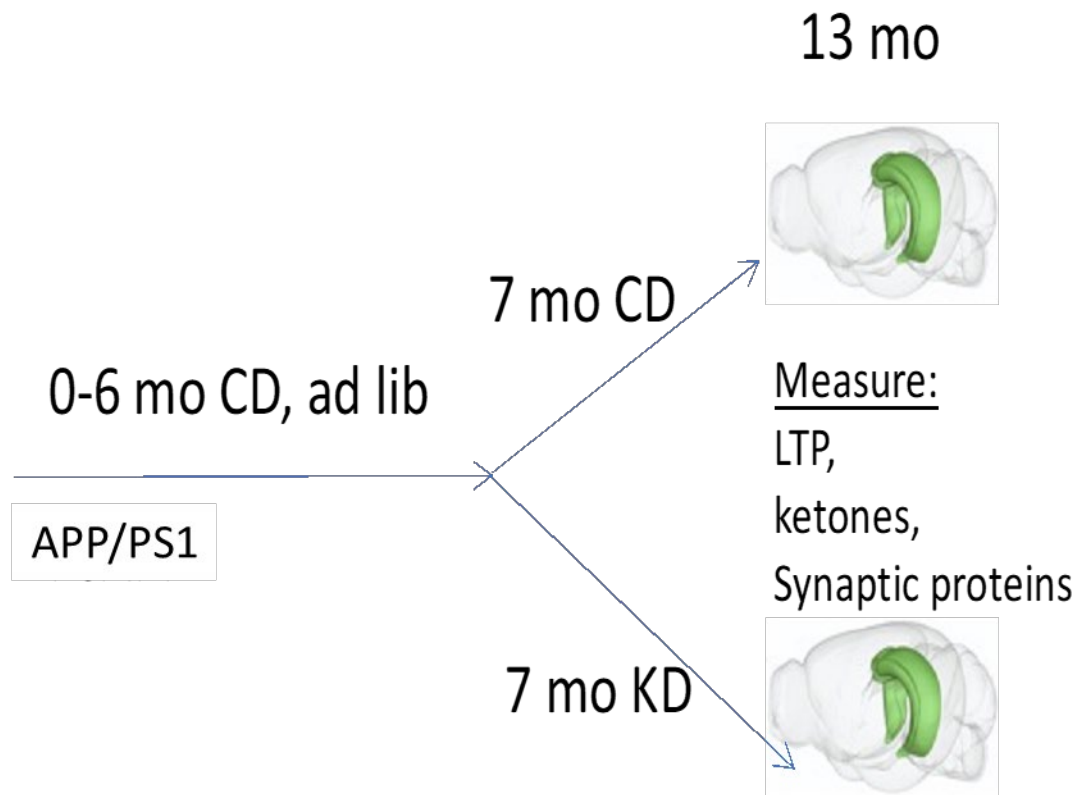 13 mo
7 mo CD
0-6 mo CD, ad lib
APP/PS1
Measure:
LTP,
ketones,
Synaptic proteins
7 mo KD